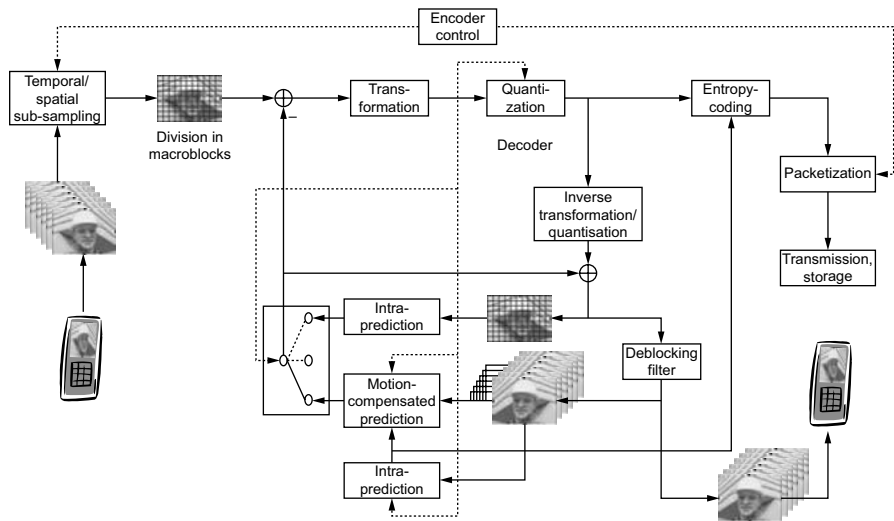 Encoder
control
Temporal/
spatial
sub-sampling
Division in
macroblocks
–
Trans-
formation
Quanti-
zation
Entropy-
coding
Decoder
Packetization
Inverse
transformation/
quantisation
Transmission,
storage
Intra-
prediction
Deblocking
filter
Motion-
compensated
prediction
Intra-
prediction